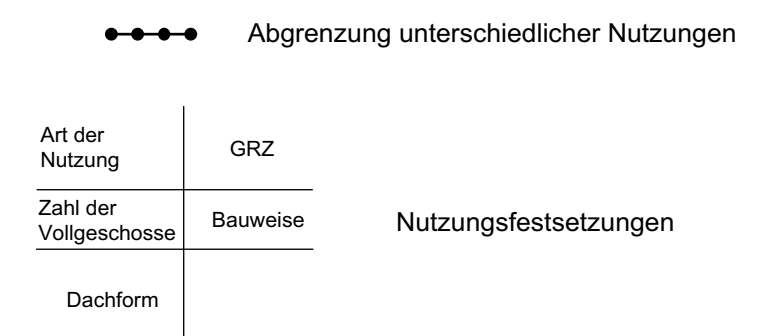 Abgrenzung unterschiedlicher Nutzungen
Art der
Nutzung
GRZ
Zahl der
Vollgeschosse
Bauweise
Nutzungsfestsetzungen
Dachform